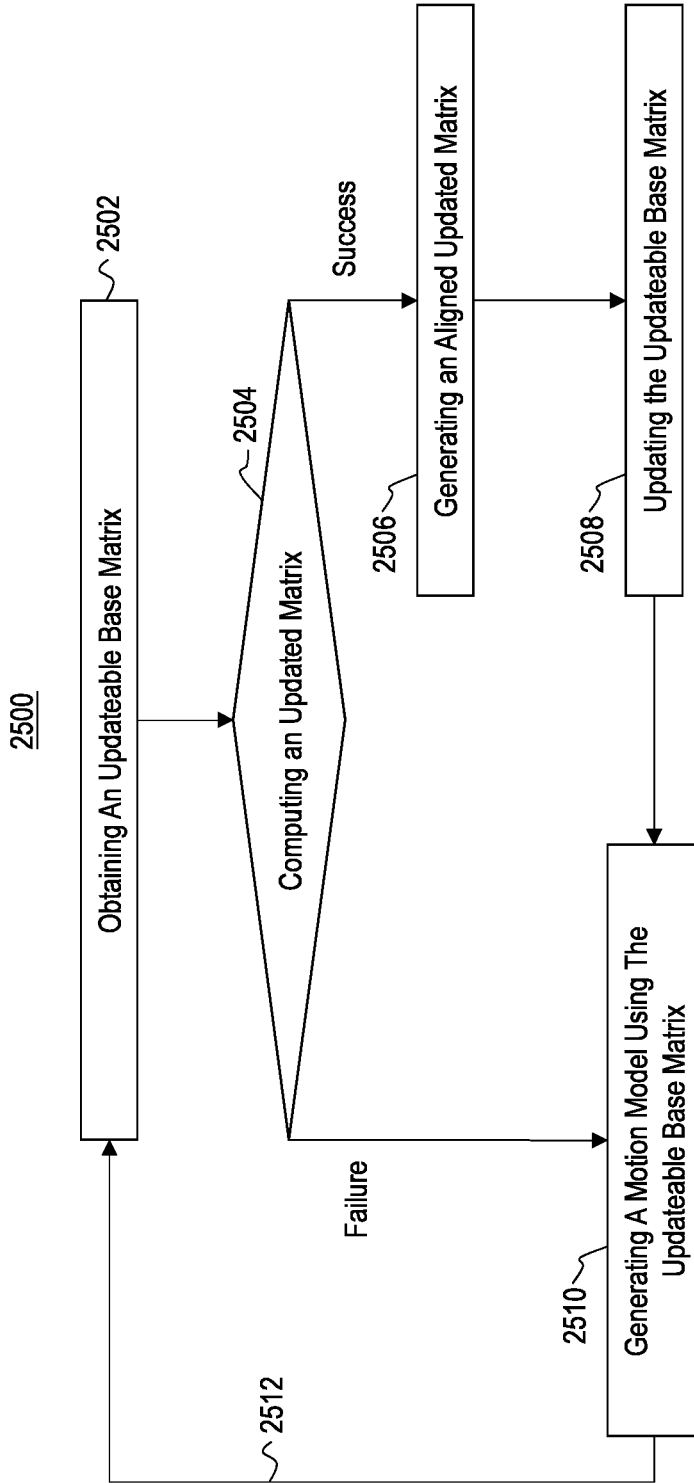 2500
Obtaining An Updateable Base Matrix
2502
Computing an Updated Matrix
2504
Success
Failure
2506
Generating an Aligned Updated Matrix
2508
Updating the Updateable Base Matrix
2510
Generating A Motion Model Using The
Updateable Base Matrix
2512